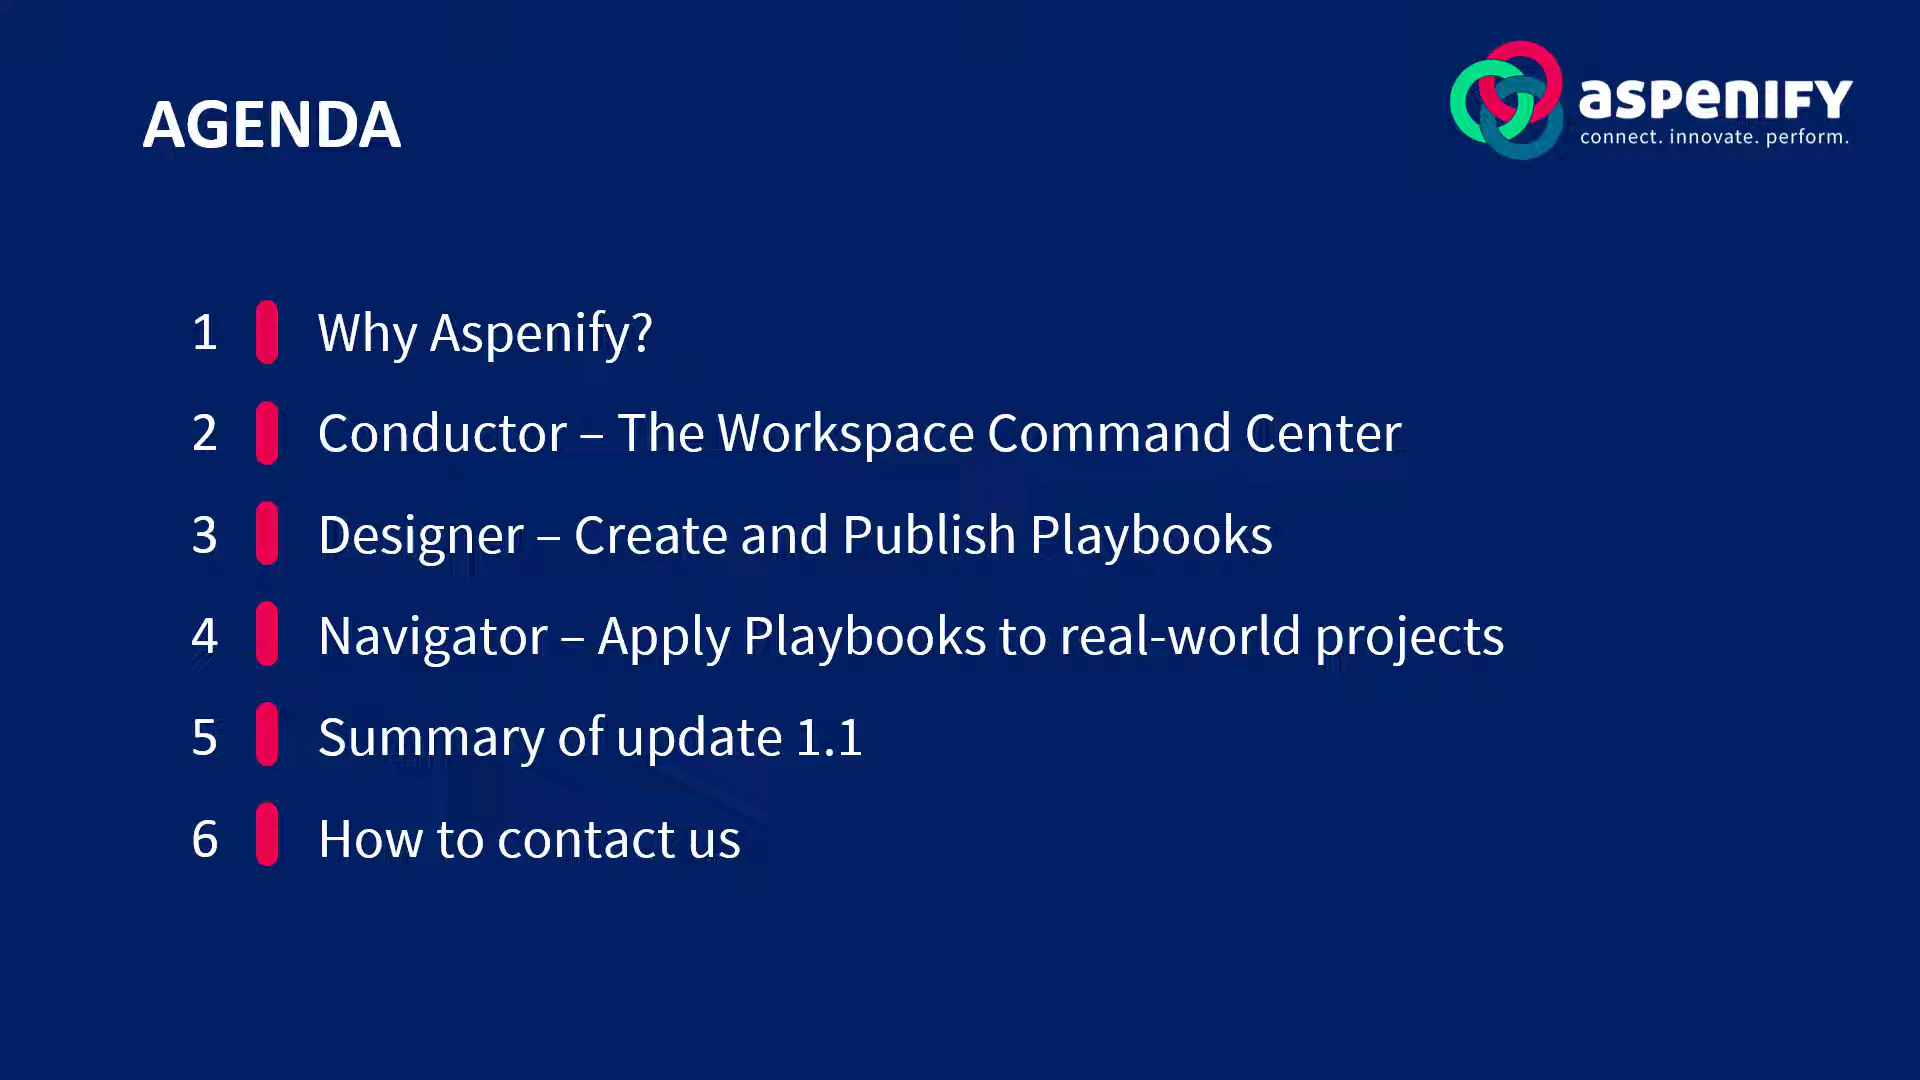 AGENDA
aspenIFY
connect. innovate. perform.
1 Why Aspenify?
2 Conductor – The Workspace Command Center
3 Designer – Create and Publish Playbooks
4 Navigator – Apply Playbooks to real-world projects
5 Summary of update 1.1
6 How to contact us